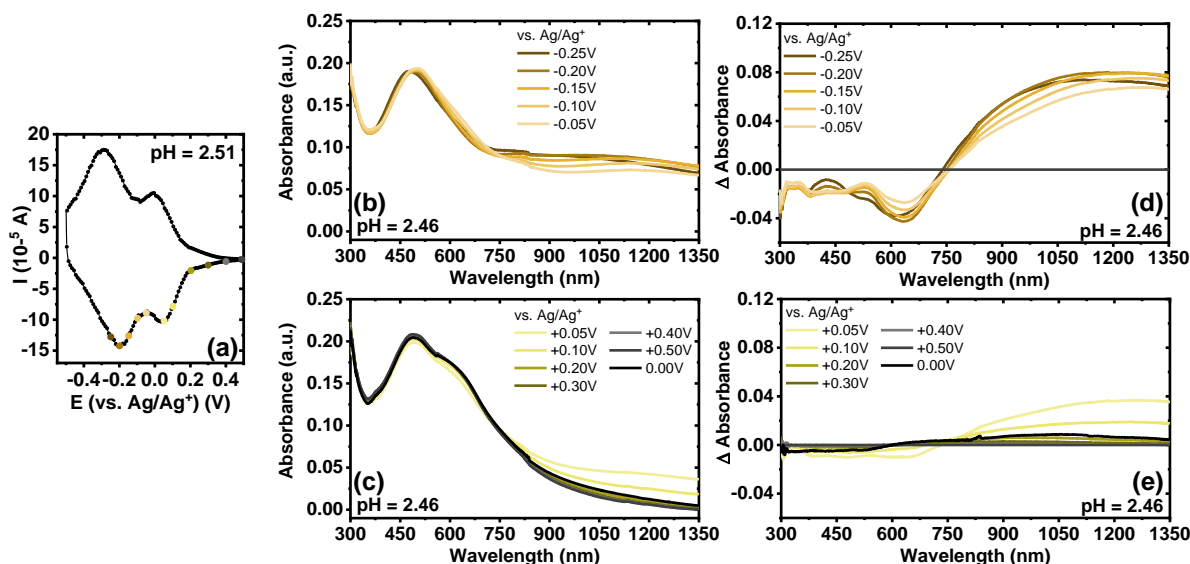 20
15
10
5
0
-5
-10
-15
I (10-⁵ A)
pH = 2.51
(a)
-0.4 -0.2 0.0 0.2 0.4
E (vs. Ag/Ag⁺) (V)
0.25
0.20
0.15
0.10
0.05
0.00
Absorbance (a.u.)
vs. Ag/Ag⁺
-0.25V
-0.20V
-0.15V
-0.10V
-0.05V
(b)
pH = 2.46
300 450 600 750 900 1050 1200 1350
Wavelength (nm)
0.12
0.08
0.04
0.00
-0.04
Δ Absorbance
vs. Ag/Ag⁺
-0.25V
-0.20V
-0.15V
-0.10V
-0.05V
(d)
pH = 2.46
300 450 600 750 900 1050 1200 1350
Wavelength (nm)
0.25
0.20
0.15
0.10
0.05
0.00
Absorbance (a.u.)
vs. Ag/Ag⁺
+0.05V +0.40V
+0.10V +0.50V
+0.20V 0.00V
+0.30V
(c)
pH = 2.46
300 450 600 750 900 1050 1200 1350
Wavelength (nm)
0.12
0.08
0.04
0.00
-0.04
Δ Absorbance
vs. Ag/Ag⁺
+0.05V +0.40V
+0.10V +0.50V
+0.20V 0.00V
+0.30V
(e)
pH = 2.46
300 450 600 750 900 1050 1200 1350
Wavelength (nm)